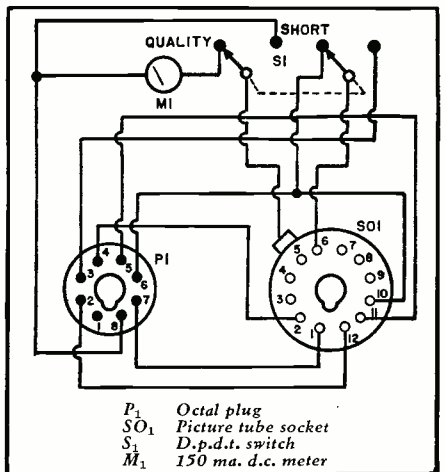 QUALITY
SHORT
S1
M1
P1
SO1
4
5
3
6
2
7
1
8
5
6
7
4
8
3
9
2
10
1
12
11
P1 Octal plug
SO1 Picture tube socket
S1 D.p.d.t. switch
M1 150 ma. d.c. meter